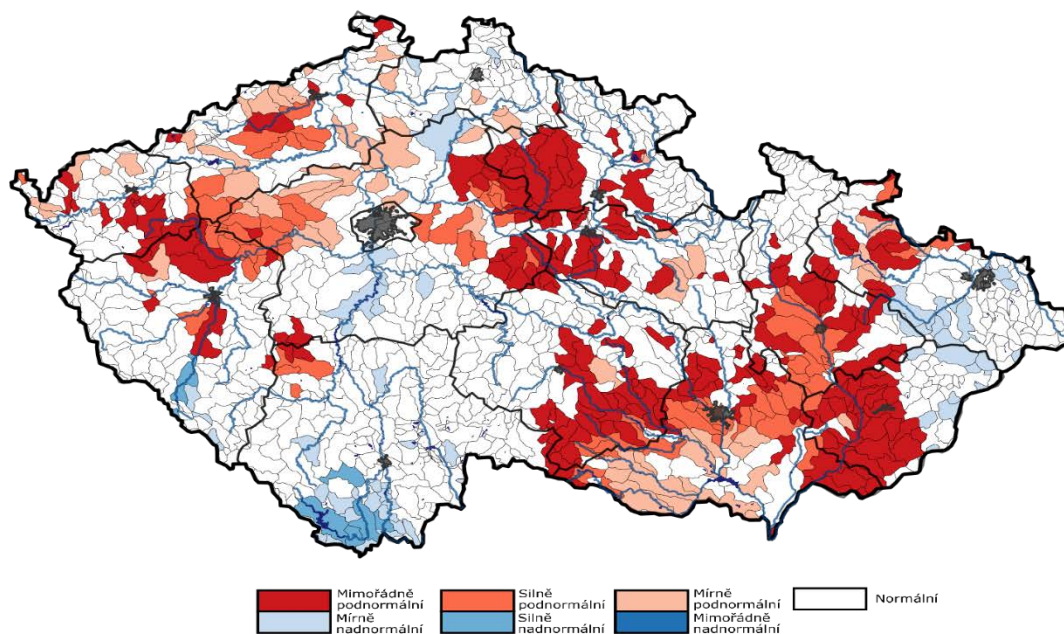 Mimořádně
podnormální
Silně
podnormální
Mírně
podnormální
Normální
Mírně
nadnormální
Silně
nadnormální
Mimořádně
nadnormální